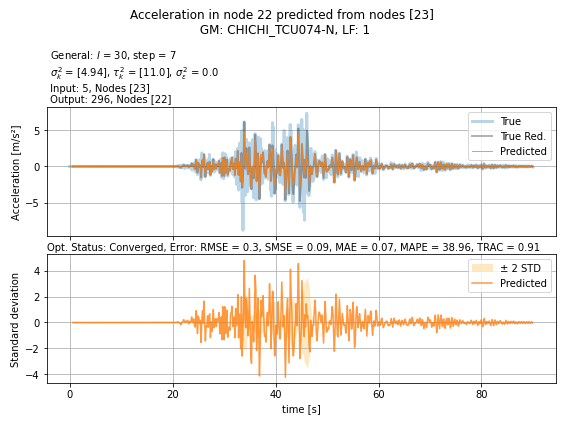 Acceleration in node 22 predicted from nodes [23]
GM: CHICHI_TCU074-N, LF: 1
General: l = 30, step = 7
σ²ₖ = [4.94], τ²ₖ = [11.0], σ²ε = 0.0
Input: 5, Nodes [23]
Output: 296, Nodes [22]
True
True Red.
Predicted
Acceleration [m/s²]
5
0
−5
Opt. Status: Converged, Error: RMSE = 0.3, SMSE = 0.09, MAE = 0.07, MAPE = 38.96, TRAC = 0.91
± 2 STD
Predicted
Standard deviation
4
2
0
−2
−4
0 20 40 60 80
time [s]